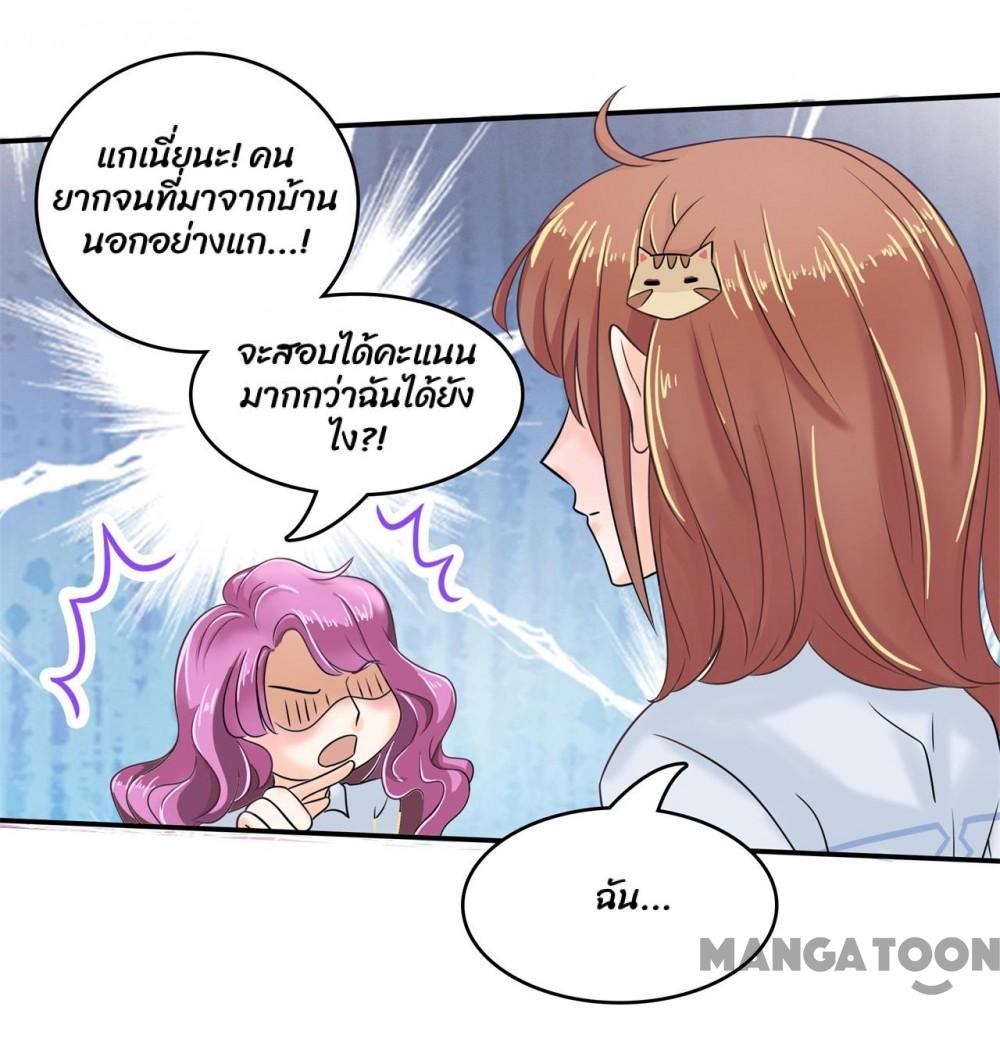 แกเนี่ยนะ! คน
ยากจนที่มาจากบ้าน
นอกอย่างแก...!
จะสอบได้คะแนน
มากกว่าฉันได้ยัง
ไง?!
ฉัน...
MANGATOON